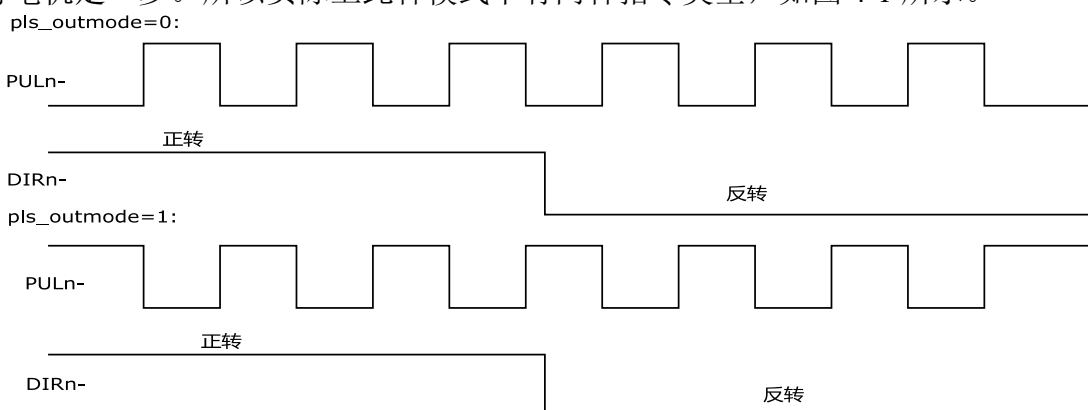 pls_outmode=0:
PULn-
正转
DIRn-
反转
pls_outmode=1:
PULn-
正转
DIRn-
反转